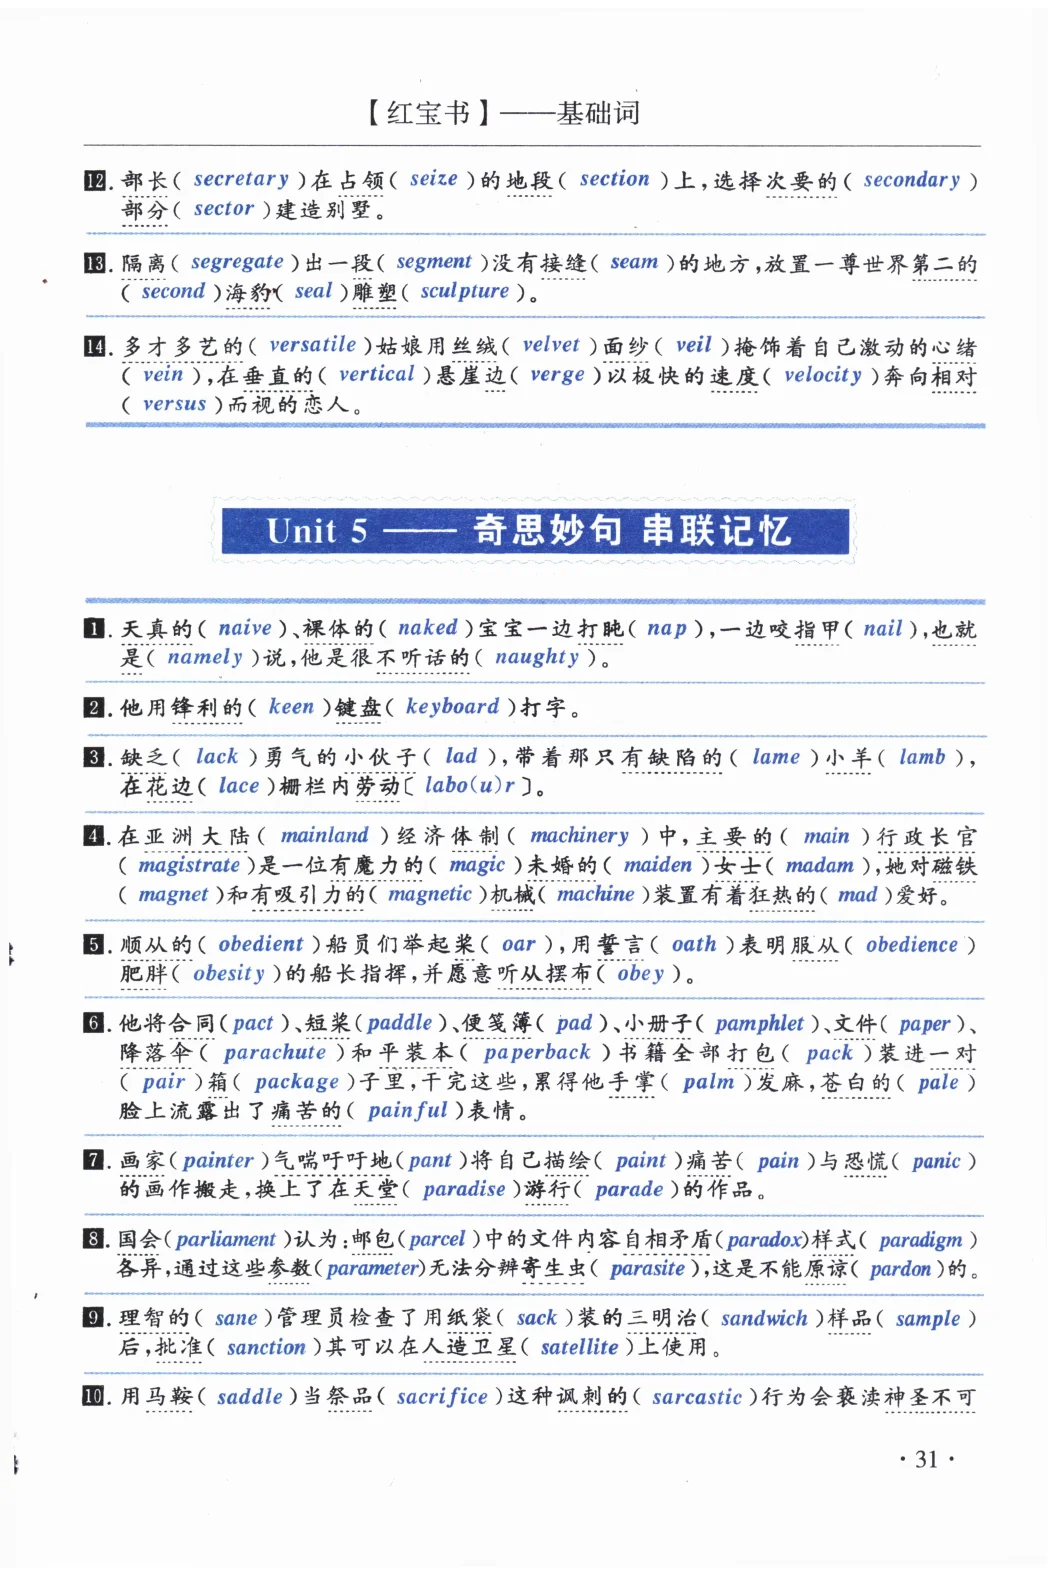 【红宝书】——基础词
12. 部长( secretary )在占领( seize )的地段( section )上,选择次要的( secondary )
部分( sector )建造别墅。
13. 隔离( segregate )出一段( segment )没有接缝( seam )的地方,放置一尊世界第二的
( second )海豹( seal )雕塑( sculpture )。
14. 多才多艺的( versatile )姑娘用丝绒( velvet )面纱( veil )掩饰着自己激动的心绪
( vein ),在垂直的( vertical )悬崖边( verge )以极快的速度( velocity )奔向相对
( versus )而视的恋人。
Unit 5 —— 奇思妙句 串联记忆
1. 天真的( naive )、裸体的( naked )宝宝一边打盹( nap ),一边咬指甲( nail ),也就
是( namely )说,他是很不听话的( naughty )。
2. 他用锋利的( keen )键盘( keyboard )打字。
3. 缺乏( lack )勇气的小伙子( lad ),带着那只有缺陷的( lame )小羊( lamb ),
在花边( lace )栅栏内劳动〔 labo(u)r 〕。
4. 在亚洲大陆( mainland )经济体制( machinery )中,主要的( main )行政长官
( magistrate )是一位有魔力的( magic )未婚的( maiden )女士( madam ),她对磁铁
( magnet )和有吸引力的( magnetic )机械( machine )装置有着狂热的( mad )爱好。
5. 顺从的( obedient )船员们举起桨( oar ),用誓言( oath )表明服从( obedience )
肥胖( obesity )的船长指挥,并愿意听从摆布( obey )。
6. 他将合同(pact )、短桨(paddle )、便笺簿( pad )、小册子( pamphlet )、文件( paper )、
降落伞( parachute )和平装本( paperback )书籍全部打包( pack )装进一对
( pair )箱( package )子里,干完这些,累得他手掌( palm )发麻,苍白的( pale )
脸上流露出了痛苦的( painful )表情。
7. 画家(painter )气喘吁吁地(pant )将自己描绘( paint )痛苦( pain )与恐慌( panic )
的画作搬走,换上了在天堂( paradise )游行( parade )的作品。
8. 国会(parliament )认为:邮包(parcel )中的文件内容自相矛盾(paradox)样式( paradigm )
各异,通过这些参数(parameter)无法分辨寄生虫( parasite ),这是不能原谅( pardon )的。
9. 理智的( sane )管理员检查了用纸袋( sack )装的三明治( sandwich )样品( sample )
后,批准( sanction )其可以在人造卫星( satellite )上使用。
10. 用马鞍( saddle )当祭品( sacrifice )这种讽刺的( sarcastic )行为会亵渎神圣不可
· 31 ·